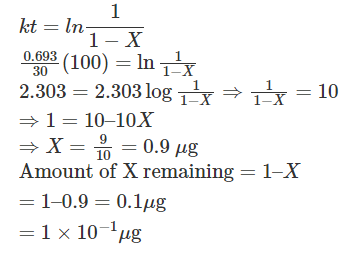 kt = ln 1/(1 – X)
0.693/30 (100) = ln 1/(1–X)
2.303 = 2.303 log 1/(1–X) ⇒ 1/(1–X) = 10
⇒ 1 = 10–10X
⇒ X = 9/10 = 0.9 μg
Amount of X remaining = 1–X
= 1–0.9 = 0.1μg
= 1 × 10⁻¹μg